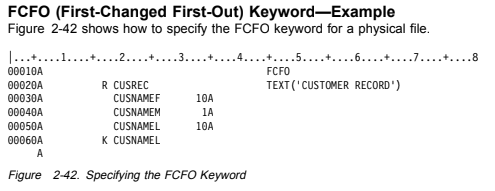 FCFO (First-Changed First-Out) Keyword—Example
Figure 2-42 shows how to specify the FCFO keyword for a physical file.
|...+....1....+....2....+....3....+....4....+....5....+....6....+....7....+....8
00010A                                      FCFO
00020A          R CUSREC                    TEXT('CUSTOMER RECORD')
00030A            CUSNAMEF      10A
00040A            CUSNAMEM       1A
00050A            CUSNAMEL      10A
00060A          K CUSNAMEL
     A
Figure 2-42. Specifying the FCFO Keyword